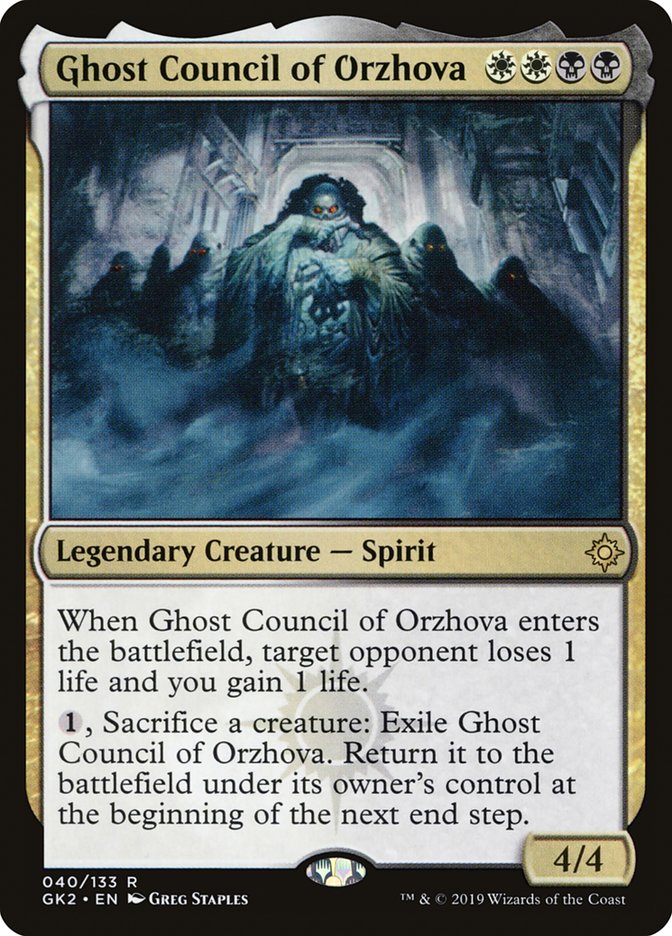 Ghost Council of Orzhova
Legendary Creature — Spirit
When Ghost Council of Orzhova enters
the battlefield, target opponent loses 1
life and you gain 1 life.
1, Sacrifice a creature: Exile Ghost
Council of Orzhova. Return it to the
battlefield under its owner's control at
the beginning of the next end step.
4/4
040/133 R
GK2 • EN Greg Staples
™ & © 2019 Wizards of the Coast